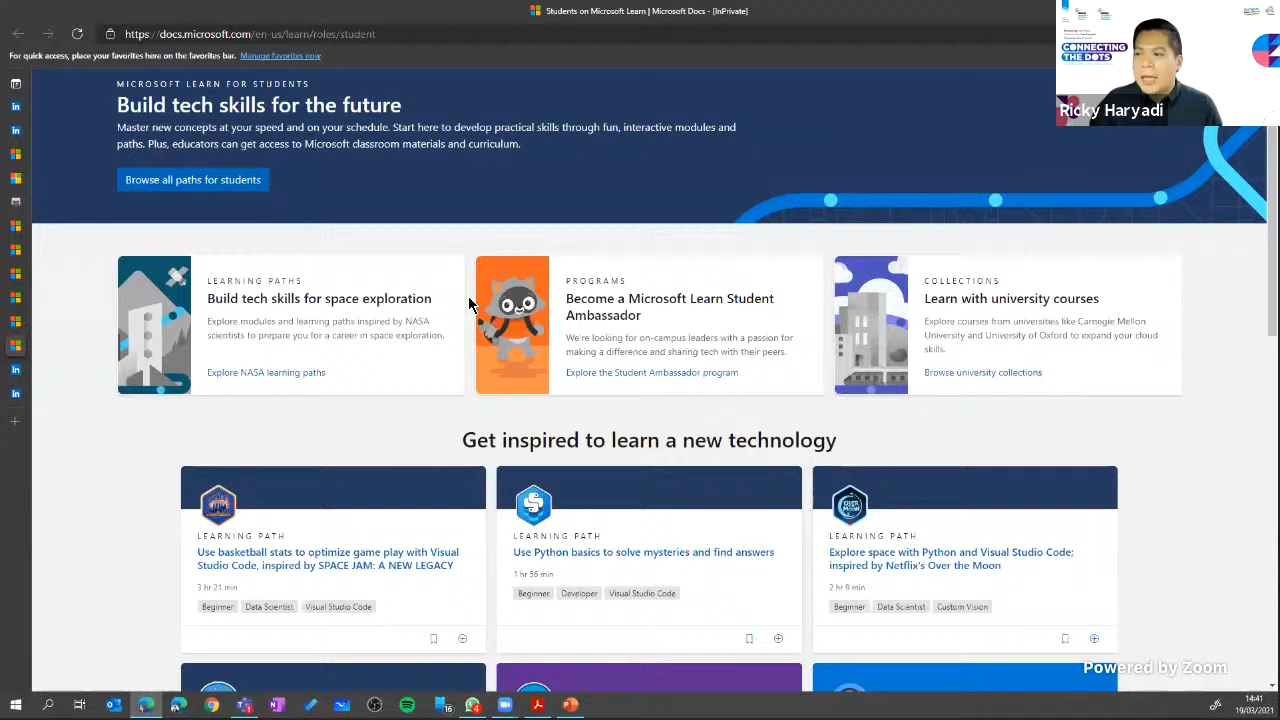 Students on Microsoft Learn | Microsoft Docs - [InPrivate]
https://docs.microsoft.com/en-us/learn/roles/stu
For quick access, place your favorites here on the favorites bar. Manage favorites now
CONNECTING
THE DOTS
Ricky Haryadi
MICROSOFT LEARN FOR STUDENTS
Build tech skills for the future
Master new concepts at your speed and on your schedule. Start here to develop practical skills through fun, interactive modules and
paths. Plus, educators can get access to Microsoft classroom materials and curriculum.
Browse all paths for students
LEARNING PATHS
Build tech skills for space exploration
Explore modules and learning paths inspired by NASA
scientists to prepare you for a career in space exploration.
Explore NASA learning paths
PROGRAMS
Become a Microsoft Learn Student
Ambassador
We're looking for on-campus leaders with a passion for
making a difference and sharing tech with their peers.
Explore the Student Ambassador program
COLLECTIONS
Learn with university courses
Explore courses from universities like Carnegie Mellon
University and University of Oxford to expand your cloud
skills.
Browse university collections
Get inspired to learn a new technology
LEARNING PATH
Use basketball stats to optimize game play with Visual
Studio Code, inspired by SPACE JAM: A NEW LEGACY
3 hr 21 min
Beginner Data Scientist Visual Studio Code
LEARNING PATH
Use Python basics to solve mysteries and find answers
1 hr 56 min
Beginner Developer Visual Studio Code
OVER
MOON
LEARNING PATH
Explore space with Python and Visual Studio Code;
inspired by Netflix's Over the Moon
2 hr 9 min
Beginner Data Scientist Custom Vision
Powered by Zoom
16
4
14:41
19/03/2021